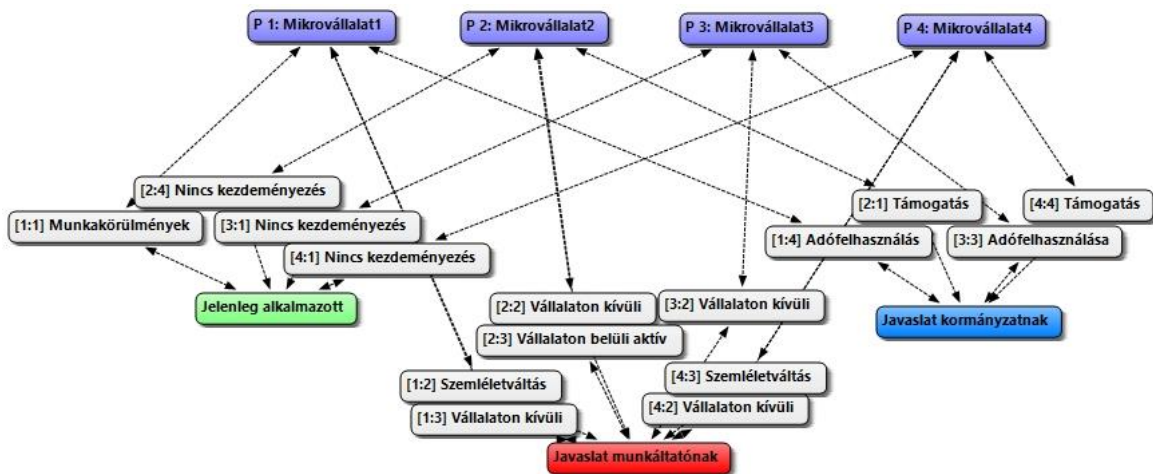 P 1: Mikrovállalat1
P 2: Mikrovállalat2
P 3: Mikrovállalat3
P 4: Mikrovállalat4
[2:4] Nincs kezdeményezés
[2:1] Támogatás
[4:4] Támogatás
[1:1] Munkakörülmények
[3:1] Nincs kezdeményezés
[1:4] Adófelhasználás
[3:3] Adófelhasználása
[4:1] Nincs kezdeményezés
Jelenleg alkalmazott
[2:2] Vállalaton kívüli
[3:2] Vállalaton kívüli
Javaslat kormányzatnak
[2:3] Vállalaton belüli aktív
[1:2] Szemléletváltás
[4:3] Szemléletváltás
[1:3] Vállalaton kívüli
[4:2] Vállalaton kívüli
Javaslat munkáltatónak